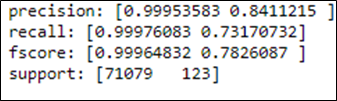 precision: [0.99953583 0.8411215 ]
recall: [0.99976083 0.73170732]
fscore: [0.99964832 0.7826087 ]
support: [71079   123]